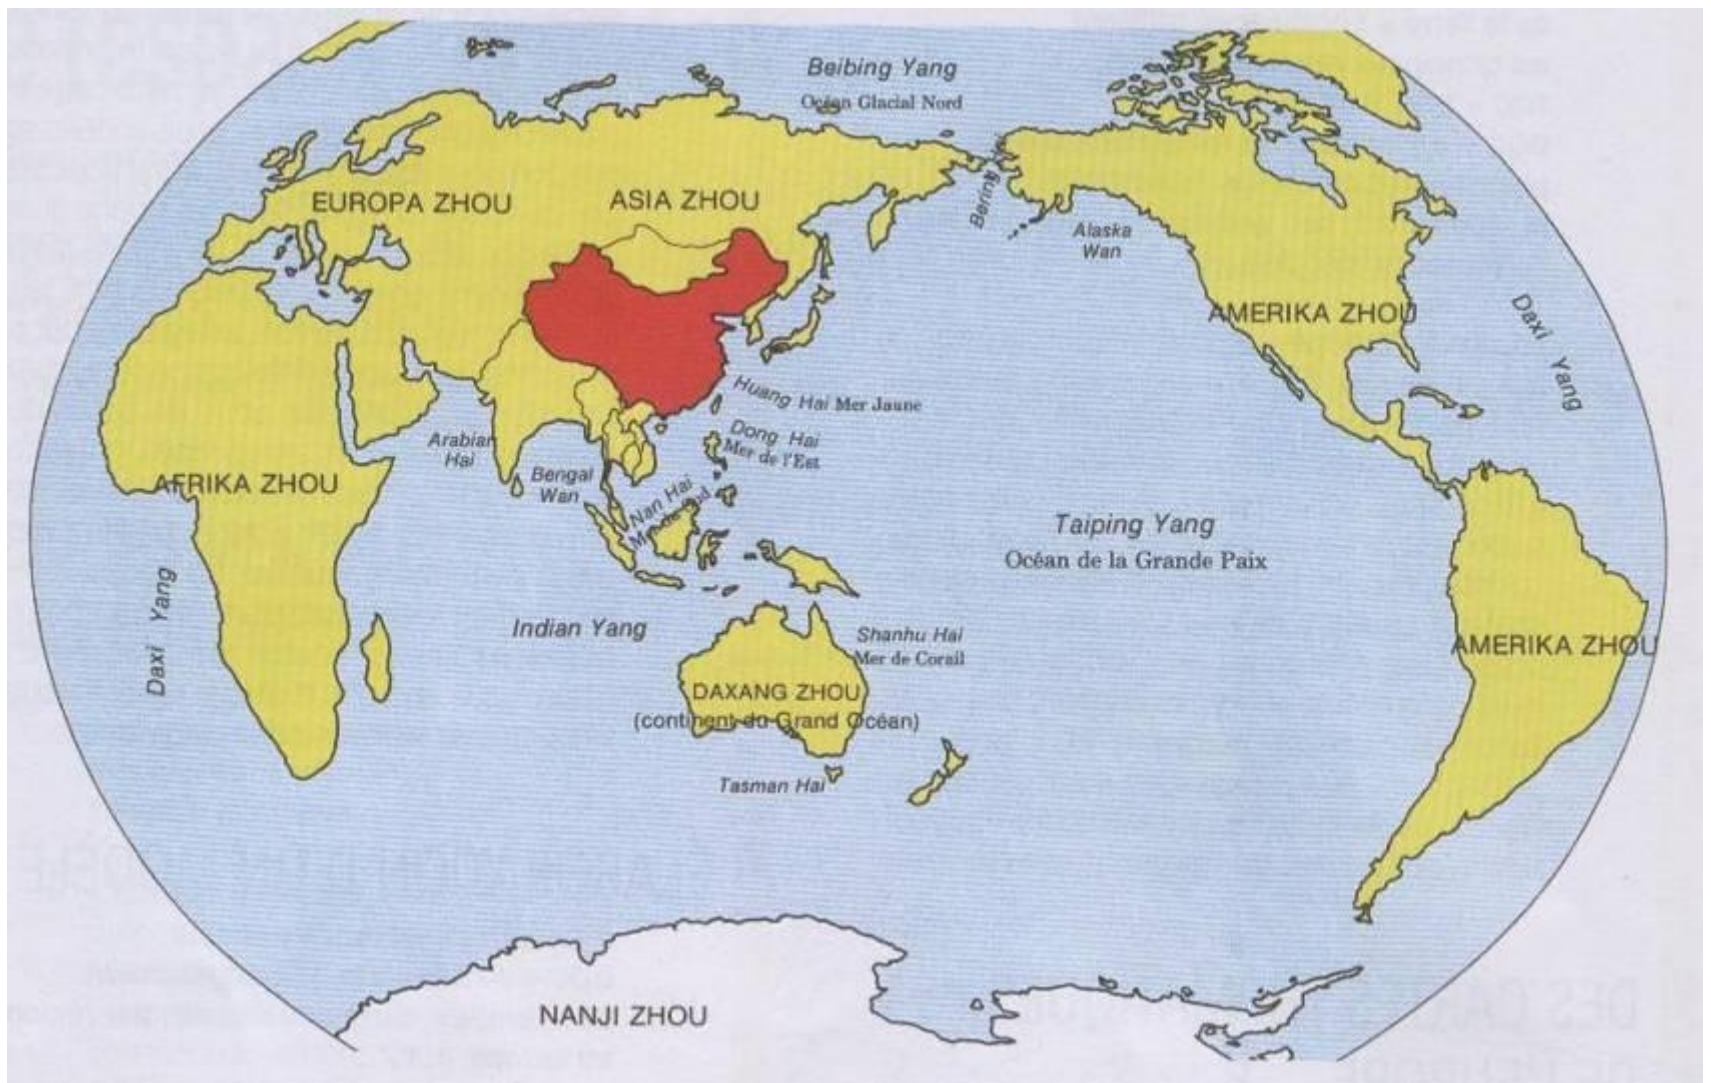 Beibing Yang
Océan Glacial Nord
EUROPA ZHOU
ASIA ZHOU
Bering
Alaska
Wan
AMERIKA ZHOU
Daxi Yang
Huang Hai Mer Jaune
Dong Hai
Mer de l'Est
Arabian
Hai
Bengal
Wan
Nan Hai
AFRIKA ZHOU
Taiping Yang
Océan de la Grande Paix
Daxi Yang
Indian Yang
Shanhu Hai
Mer de Corail
AMERIKA ZHOU
DAXANG ZHOU
(continent du Grand Océan)
Tasman Hai
NANJI ZHOU